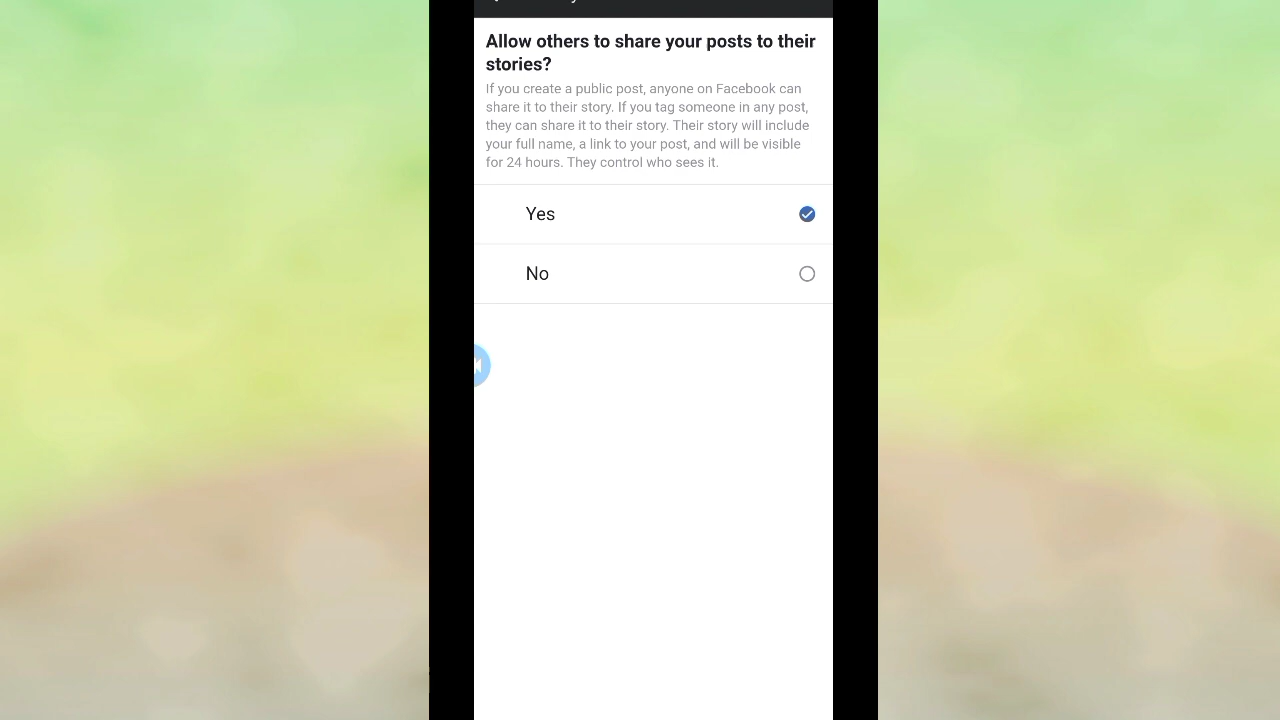 Allow others to share your posts to their
stories?
If you create a public post, anyone on Facebook can
share it to their story. If you tag someone in any post,
they can share it to their story. Their story will include
your full name, a link to your post, and will be visible
for 24 hours. They control who sees it.
Yes
No